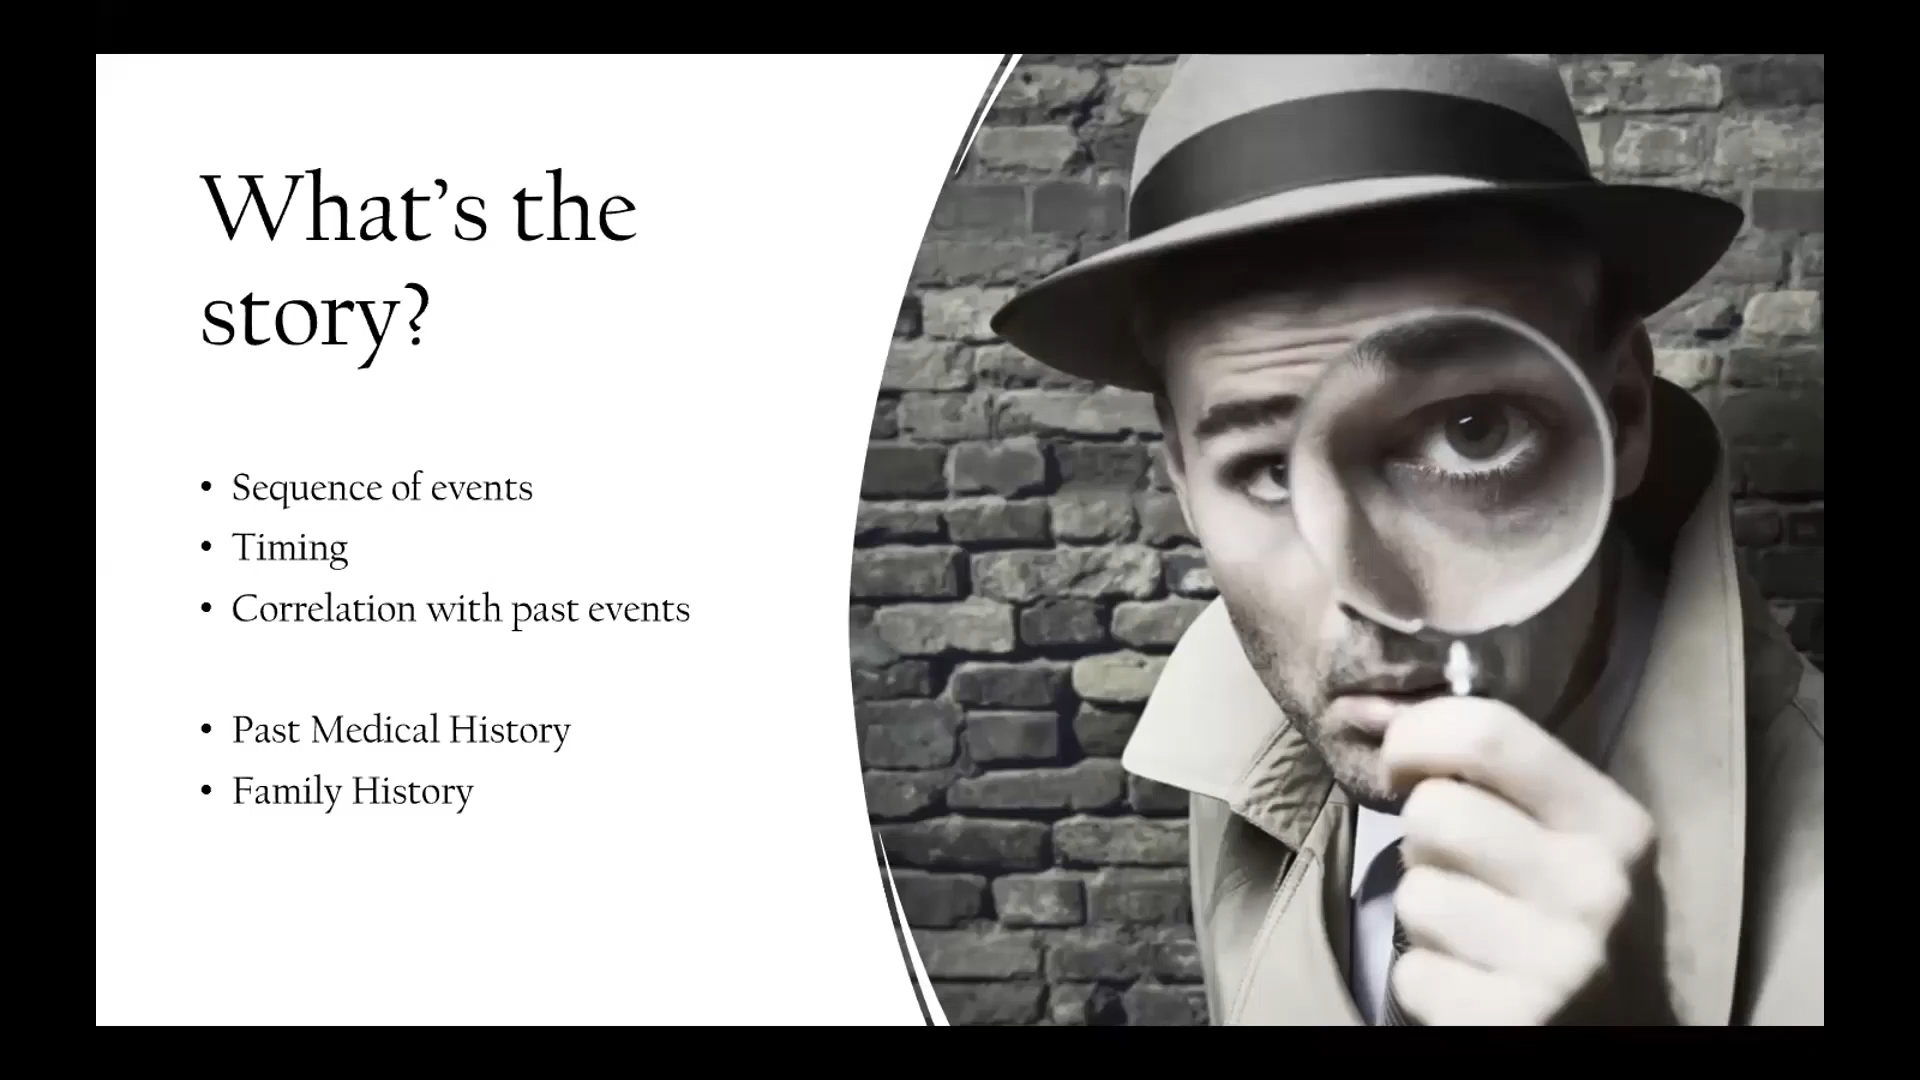 What’s the
story?
• Sequence of events
• Timing
• Correlation with past events
• Past Medical History
• Family History